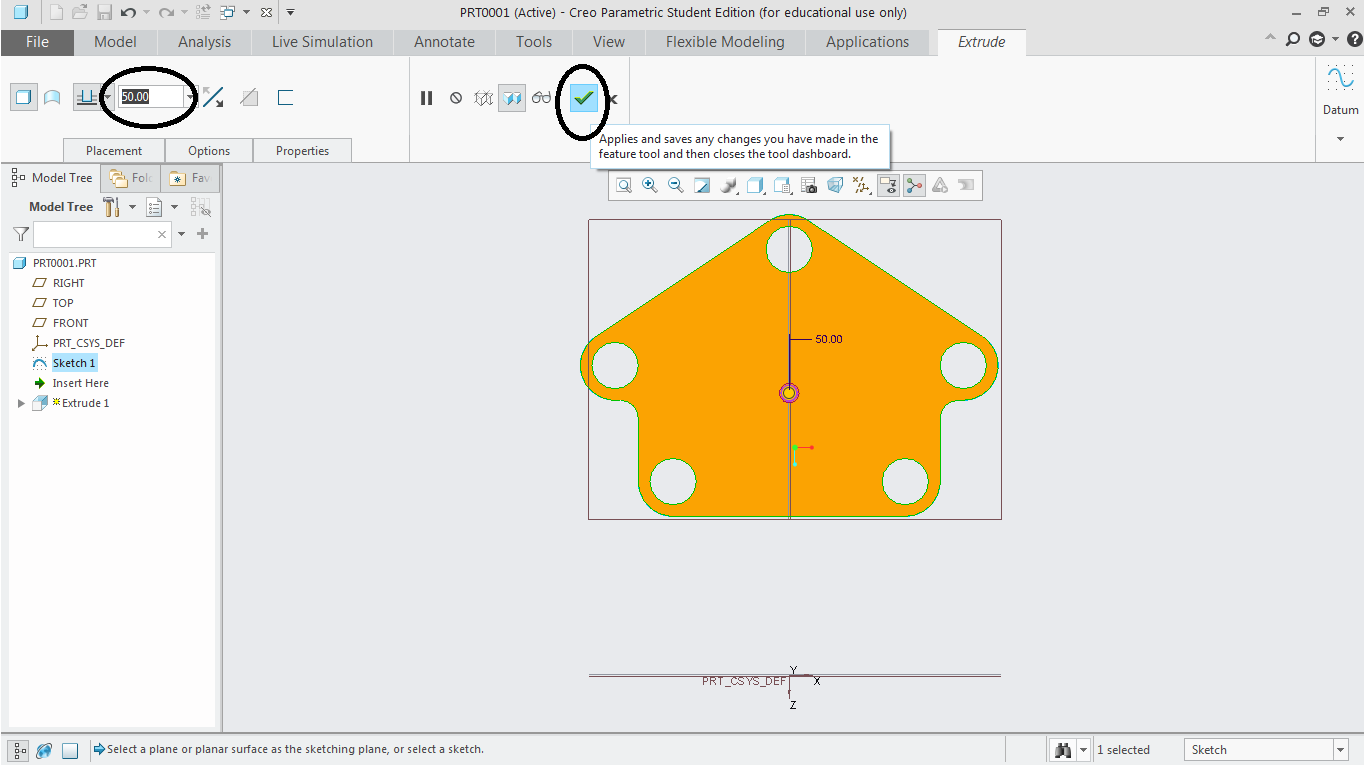 PRT0001 (Active) - Creo Parametric Student Edition (for educational use only)
File Model Analysis Live Simulation Annotate Tools View Flexible Modeling Applications Extrude
50.00
Datum
Applies and saves any changes you have made in the
feature tool and then closes the tool dashboard.
Placement Options Properties
Model Tree Fol Fav
Model Tree
PRT0001.PRT
RIGHT
TOP
FRONT
PRT_CSYS_DEF
Sketch 1
Insert Here
Extrude 1
50.00
Y
PRT_CSYS_DEF X
Z
Select a plane or planar surface as the sketching plane, or select a sketch.
1 selected
Sketch